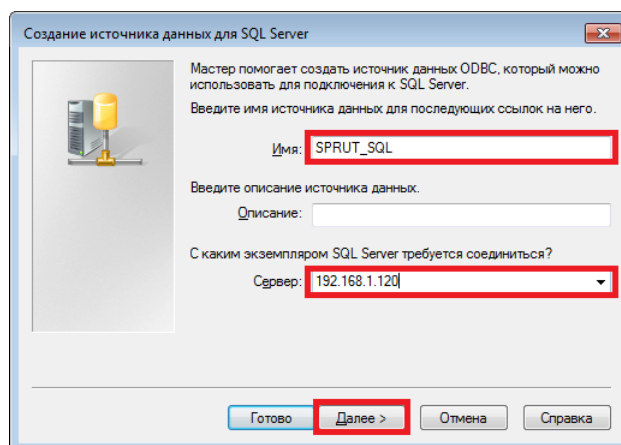 Создание источника данных для SQL Server
Мастер помогает создать источник данных ODBC, который можно
использовать для подключения к SQL Server.
Введите имя источника данных для последующих ссылок на него.
Имя: SPRUT_SQL
Введите описание источника данных.
Описание:
С каким экземпляром SQL Server требуется соединиться?
Сервер: 192.168.1.120
Готово Далее > Отмена Справка